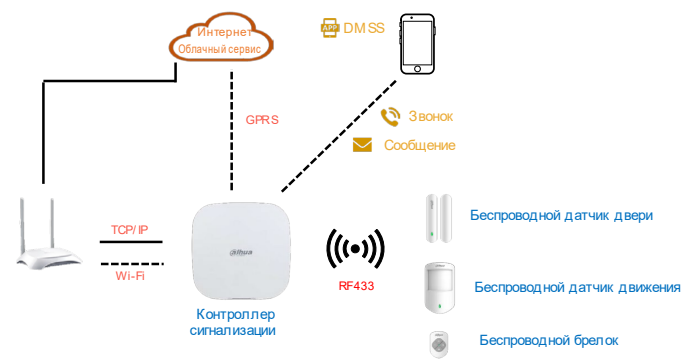 Интернет
Облачный сервис
APP DMSS
GPRS
Звонок
Сообщение
TCP/IP
Wi-Fi
alhua
RF433
Контроллер
сигнализации
Беспроводной датчик двери
Беспроводной датчик движения
Беспроводной брелок